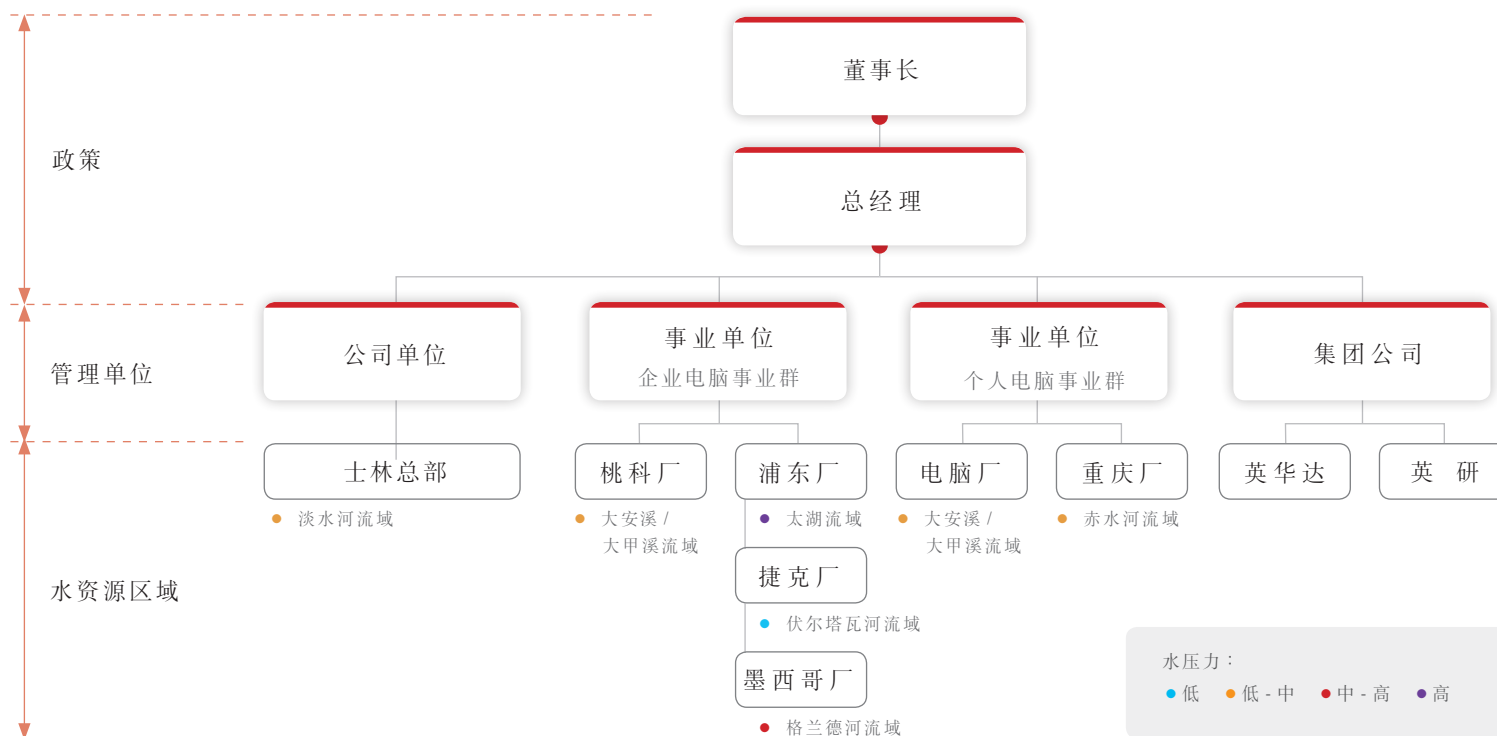 董事长
政策
总经理
管理单位
公司单位
事业单位
企业电脑事业群
事业单位
个人电脑事业群
集团公司
水资源区域
士林总部
淡水河流域
桃科厂
大安溪 /
大甲溪流域
浦东厂
太湖流域
捷克厂
伏尔塔瓦河流域
墨西哥厂
格兰德河流域
电脑厂
大安溪 /
大甲溪流域
重庆厂
赤水河流域
英华达
英 研
水压力：
低 低 - 中 中 - 高 高